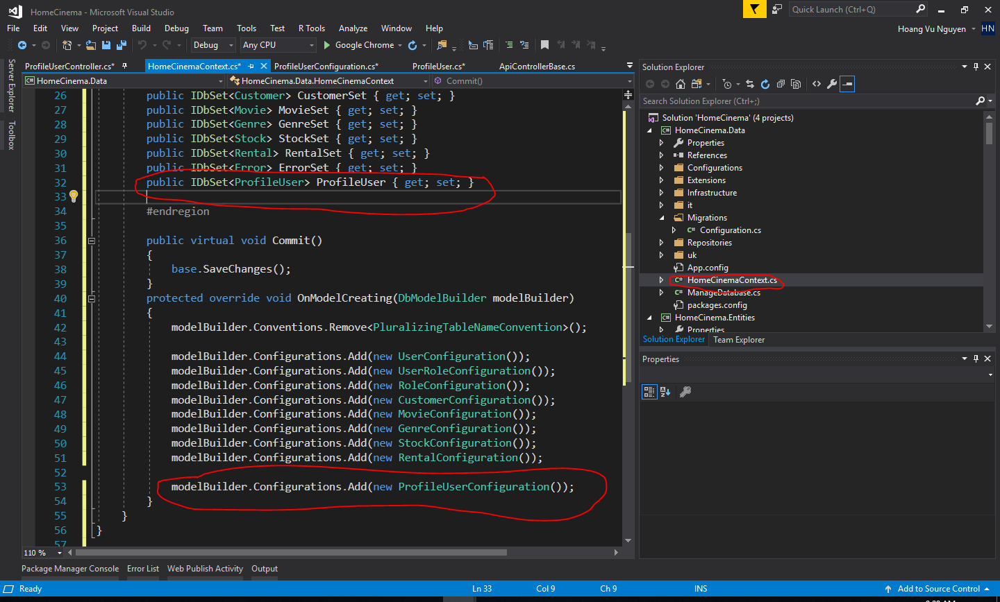 HomeCinema - Microsoft Visual Studio
Quick Launch (Ctrl+Q)
File Edit View Project Build Debug Team Tools Test R Tools Analyze Window Help
Hoang Vu Nguyen HN
Debug Any CPU Google Chrome
Server Explorer
Toolbox
ProfileUserController.cs* HomeCinemaContext.cs* ProfileUserConfiguration.cs* ProfileUser.cs* ApiControllerBase.cs
HomeCinema.Data HomeCinema.Data.HomeCinemaContext Commit()
26 public IDbSet<Customer> CustomerSet { get; set; }
27 public IDbSet<Movie> MovieSet { get; set; }
28 public IDbSet<Genre> GenreSet { get; set; }
29 public IDbSet<Stock> StockSet { get; set; }
30 public IDbSet<Rental> RentalSet { get; set; }
31 public IDbSet<Error> ErrorSet { get; set; }
32 public IDbSet<ProfileUser> ProfileUser { get; set; }
33
34 #endregion
35
36 public virtual void Commit()
37 {
38 base.SaveChanges();
39 }
40 protected override void OnModelCreating(DbModelBuilder modelBuilder)
41 {
42 modelBuilder.Conventions.Remove<PluralizingTableNameConvention>();
43
44 modelBuilder.Configurations.Add(new UserConfiguration());
45 modelBuilder.Configurations.Add(new UserRoleConfiguration());
46 modelBuilder.Configurations.Add(new RoleConfiguration());
47 modelBuilder.Configurations.Add(new CustomerConfiguration());
48 modelBuilder.Configurations.Add(new MovieConfiguration());
49 modelBuilder.Configurations.Add(new GenreConfiguration());
50 modelBuilder.Configurations.Add(new StockConfiguration());
51 modelBuilder.Configurations.Add(new RentalConfiguration());
52
53 modelBuilder.Configurations.Add(new ProfileUserConfiguration());
54 }
55 }
56 }
57
110 %
Solution Explorer
Search Solution Explorer (Ctrl+;)
Solution 'HomeCinema' (4 projects)
C# HomeCinema.Data
Properties
References
Configurations
Extensions
Infrastructure
it
Migrations
C# Configuration.cs
Repositories
uk
App.config
C# HomeCinemaContext.cs
C# ManageDatabase.cs
packages.config
C# HomeCinema.Entities
Properties
Solution Explorer Team Explorer
Properties
Package Manager Console Error List Web Publish Activity Output
Ready Ln 33 Col 9 Ch 9 INS Add to Source Control